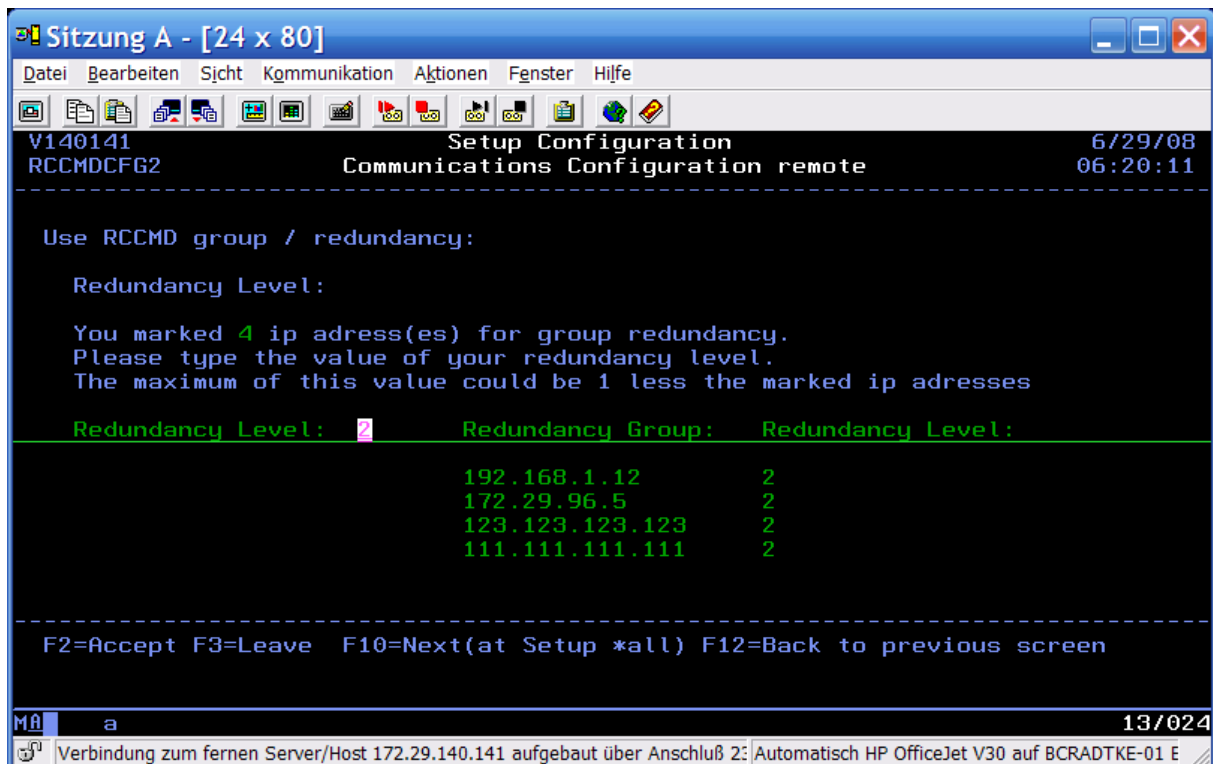 Sitzung A - [24 x 80]
Datei Bearbeiten Sicht Kommunikation Aktionen Fenster Hilfe
V140141 Setup Configuration 6/29/08
RCCMDCFG2 Communications Configuration remote 06:20:11
Use RCCMD group / redundancy:
Redundancy Level:
You marked 4 ip adress(es) for group redundancy.
Please type the value of your redundancy level.
The maximum of this value could be 1 less the marked ip adresses
Redundancy Level: 2 Redundancy Group: Redundancy Level:
192.168.1.12 2
172.29.96.5 2
123.123.123.123 2
111.111.111.111 2
F2=Accept F3=Leave F10=Next(at Setup *all) F12=Back to previous screen
MA a 13/024
Verbindung zum fernen Server/Host 172.29.140.141 aufgebaut über Anschluß 23 Automatisch HP OfficeJet V30 auf BCRADTKE-01 E